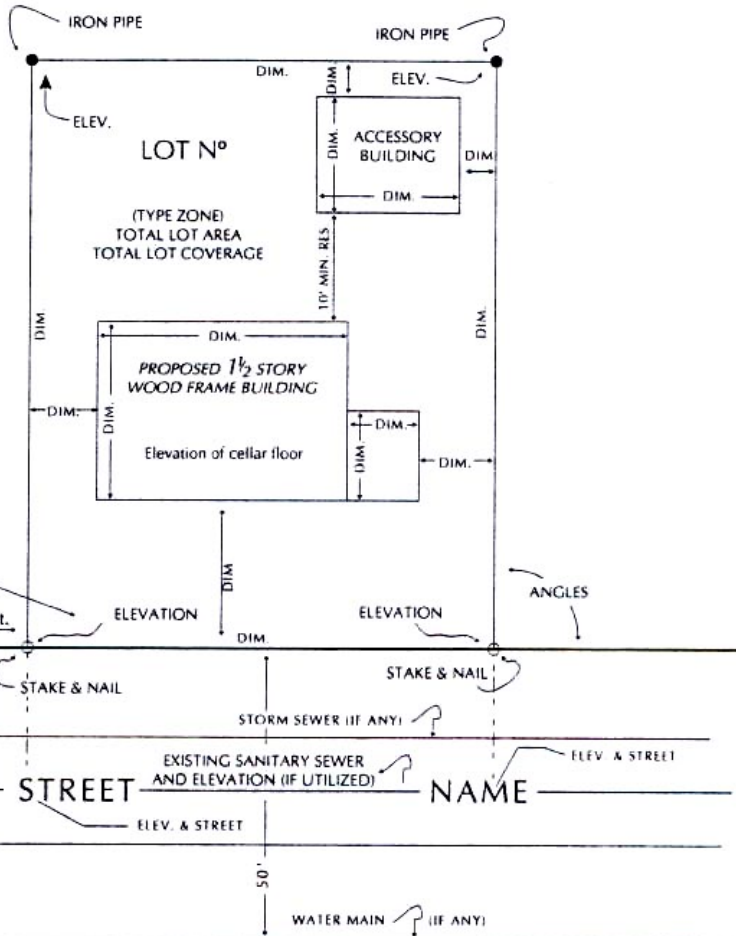 IRON PIPE
IRON PIPE
DIM.
DIM.
ELEV.
ELEV.
LOT Nº
DIM.
ACCESSORY
BUILDING
DIM
DIM.
(TYPE ZONE)
TOTAL LOT AREA
TOTAL LOT COVERAGE
10' MIN. RES
DIM.
DIM.
DIM.
PROPOSED 1½ STORY
WOOD FRAME BUILDING
DIM.
DIM.
DIM.
DIM.
Elevation of cellar floor
DIM.
DIM
ANGLES
ELEVATION
ELEVATION
t.
DIM.
STAKE & NAIL
STAKE & NAIL
STORM SEWER (IF ANY)
EXISTING SANITARY SEWER
AND ELEVATION (IF UTILIZED)
ELEV & STREET
STREET
NAME
ELEV. & STREET
50'
WATER MAIN
(IF ANY)